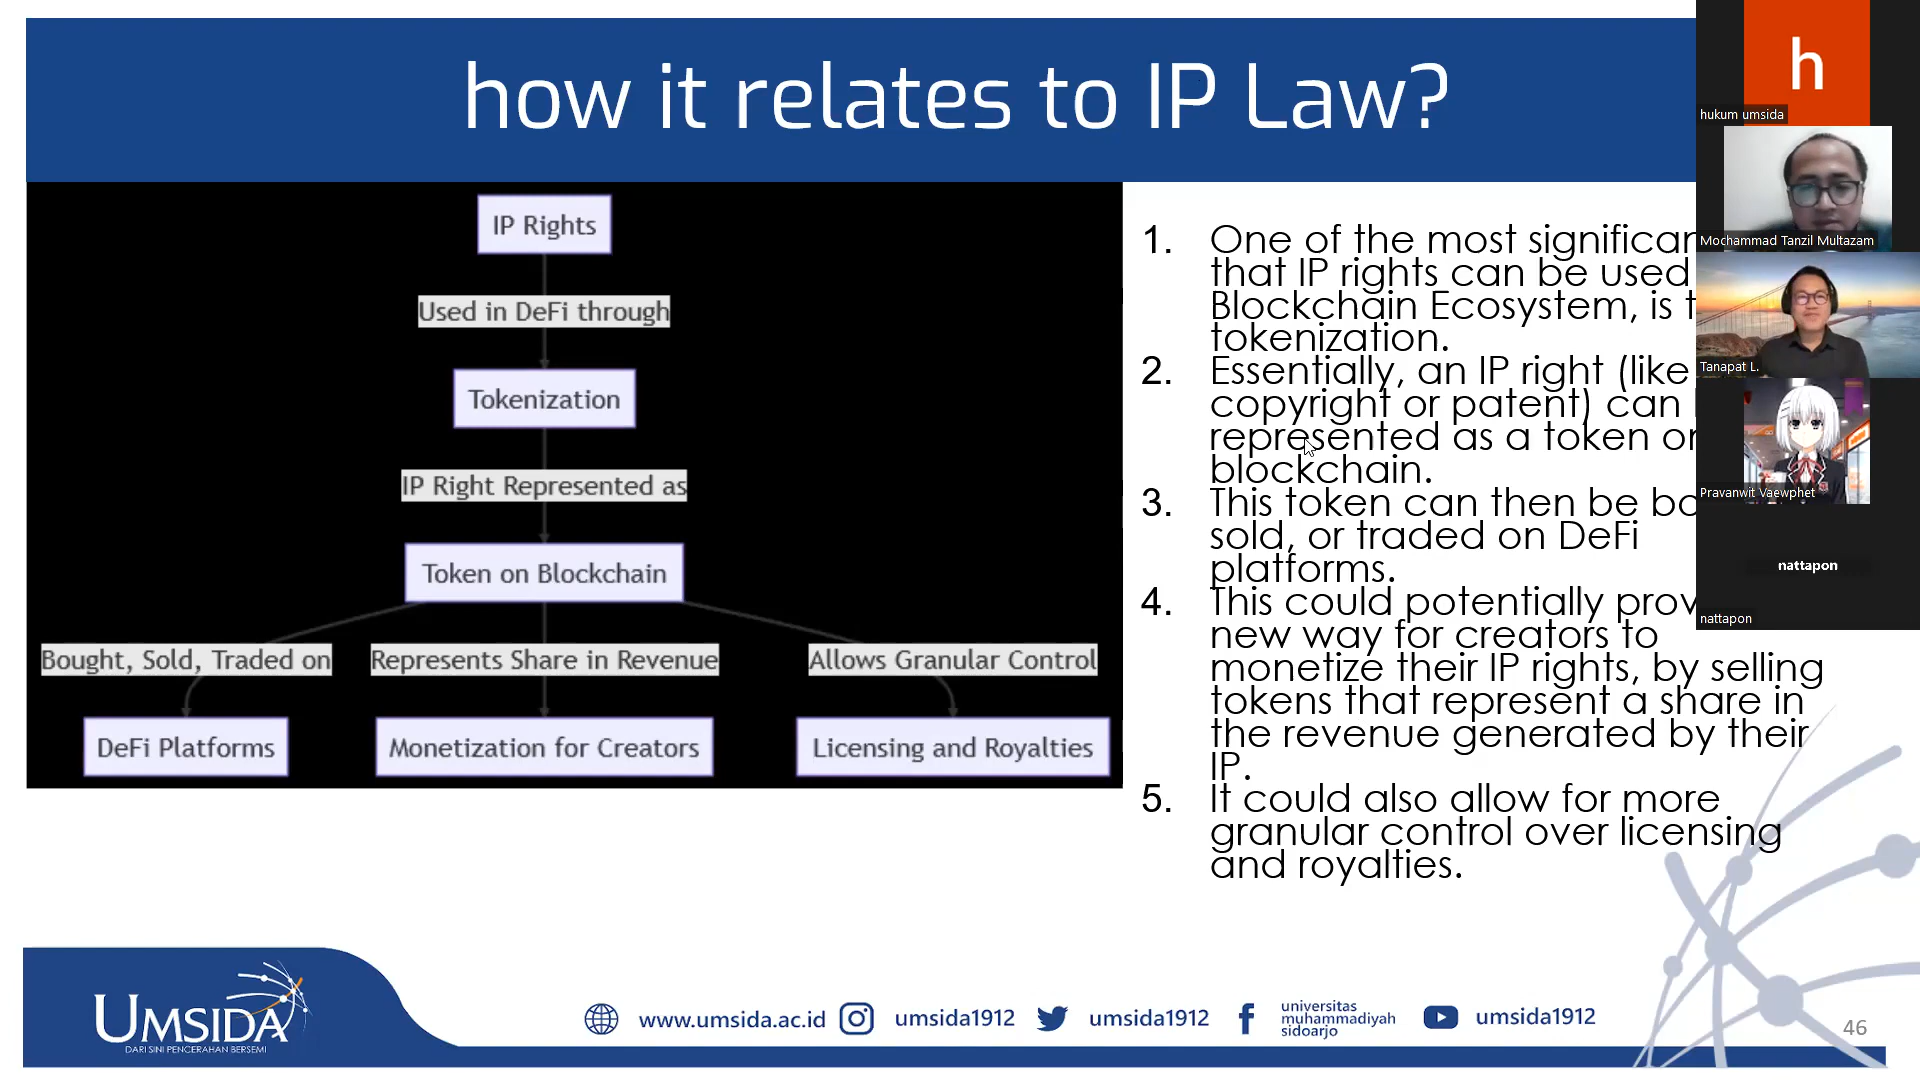 how it relates to IP Law?
IP Rights
Used in DeFi through
Tokenization
IP Right Represented as
Token on Blockchain
Bought, Sold, Traded on
Represents Share in Revenue
Allows Granular Control
DeFi Platforms
Monetization for Creators
Licensing and Royalties
1. One of the most
that IP rights can be used
Blockchain Ecosystem, is
tokenization.
2. Essentially, an IP right (like
copyright or patent) can
represented as a token
blockchain.
3. This token can then be
sold, or traded on DeFi
platforms.
4. This could potentially
new way for creators to
monetize their IP rights, by selling
tokens that represent a share in
the revenue generated by their
IP.
5. It could also allow for more
granular control over licensing
and royalties.
h
hukum umsida
Mochammad Tanzil Multazam
Tanapat L.
Pravanwit Vaewphet
nattapon
nattapon
UMSIDA
DARI SINI PENCERAHAN BERSEMI
www.umsida.ac.id
umsida1912
umsida1912
universitas
muhammadiyah
sidoarjo
umsida1912
46